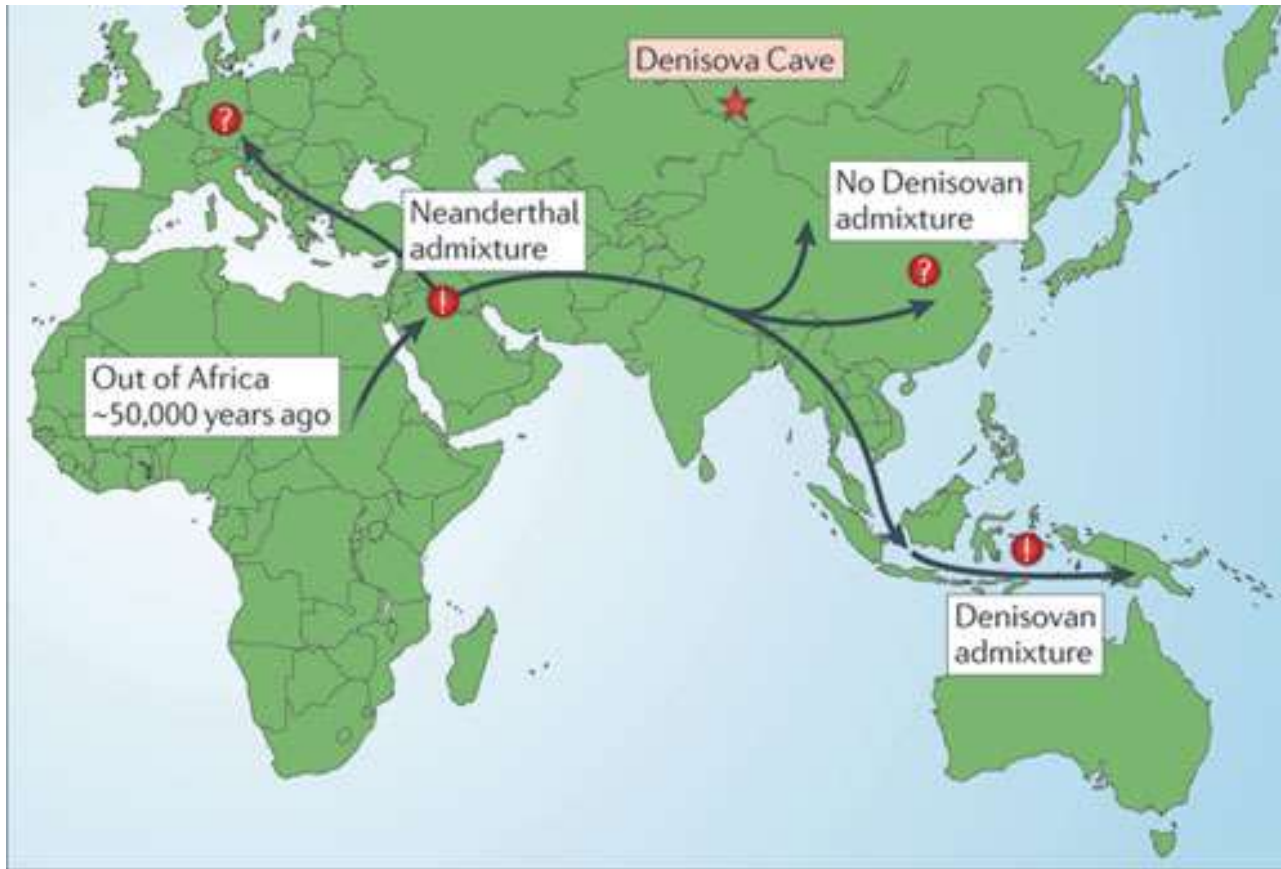 Denisova Cave
?
No Denisovan
admixture
Neanderthal
admixture
?
!
Out of Africa
~50,000 years ago
!
Denisovan
admixture